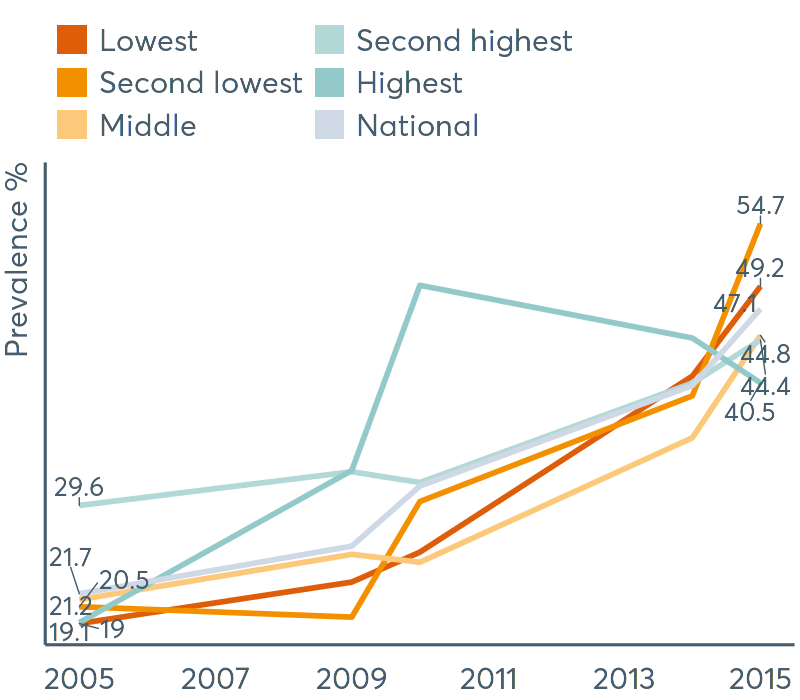 Lowest
Second highest
Second lowest
Highest
Middle
National
Prevalence %
54.7
49.2
47.1
44.8
44.4
40.5
29.6
21.7
20.5
21.2
19.1
19
2005 2007 2009 2011 2013 2015